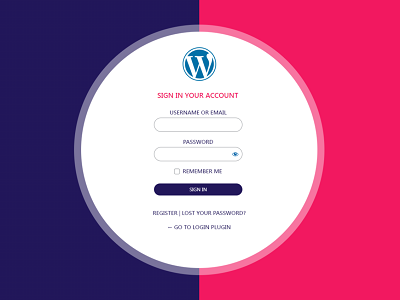 SIGN IN YOUR ACCOUNT
USERNAME OR EMAIL
PASSWORD
REMEMBER ME
SIGN IN
REGISTER | LOST YOUR PASSWORD?
← GO TO LOGIN PLUGIN